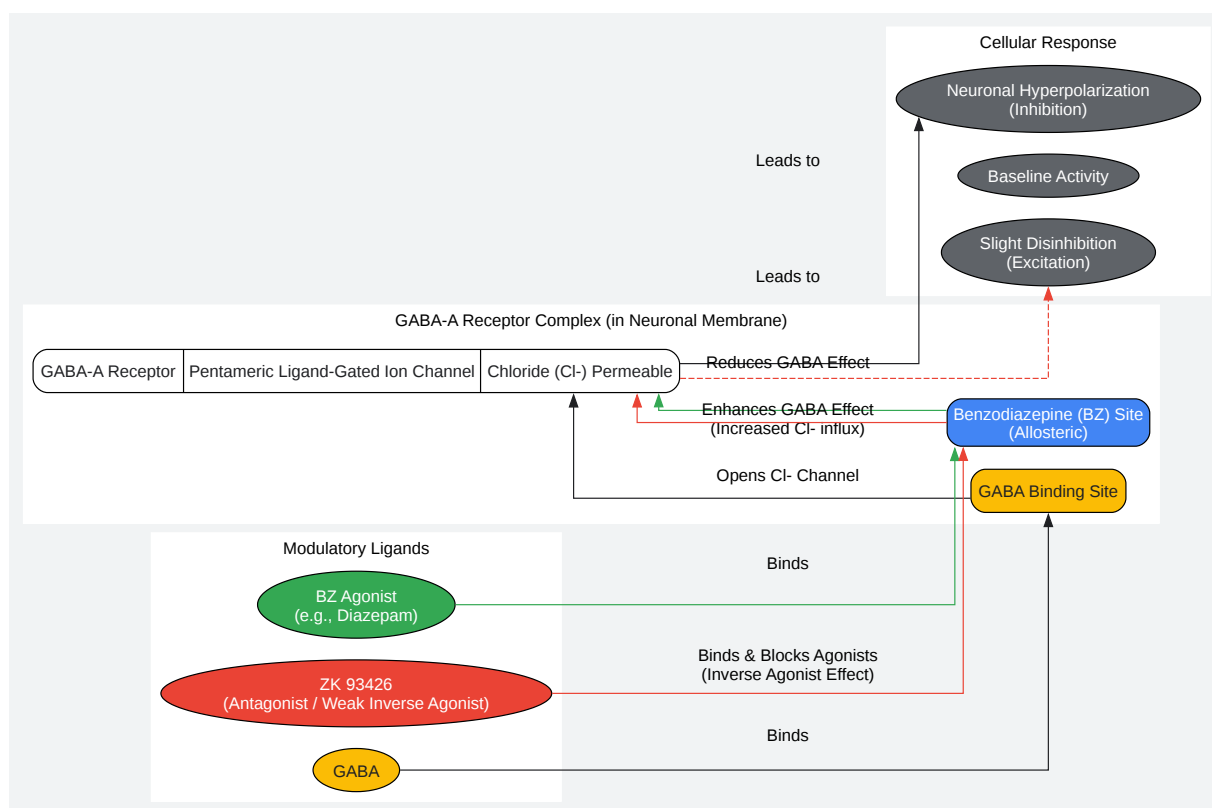 Cellular Response
Neuronal Hyperpolarization
(Inhibition)
Leads to
Baseline Activity
Slight Disinhibition
(Excitation)
Leads to
GABA-A Receptor Complex (in Neuronal Membrane)
GABA-A Receptor
Pentameric Ligand-Gated Ion Channel
Chloride (Cl-) Permeable
Reduces GABA Effect
Enhances GABA Effect
(Increased Cl- influx)
Benzodiazepine (BZ) Site
(Allosteric)
Opens Cl- Channel
GABA Binding Site
Modulatory Ligands
Binds
BZ Agonist
(e.g., Diazepam)
Binds & Blocks Agonists
(Inverse Agonist Effect)
ZK 93426
(Antagonist / Weak Inverse Agonist)
Binds
GABA